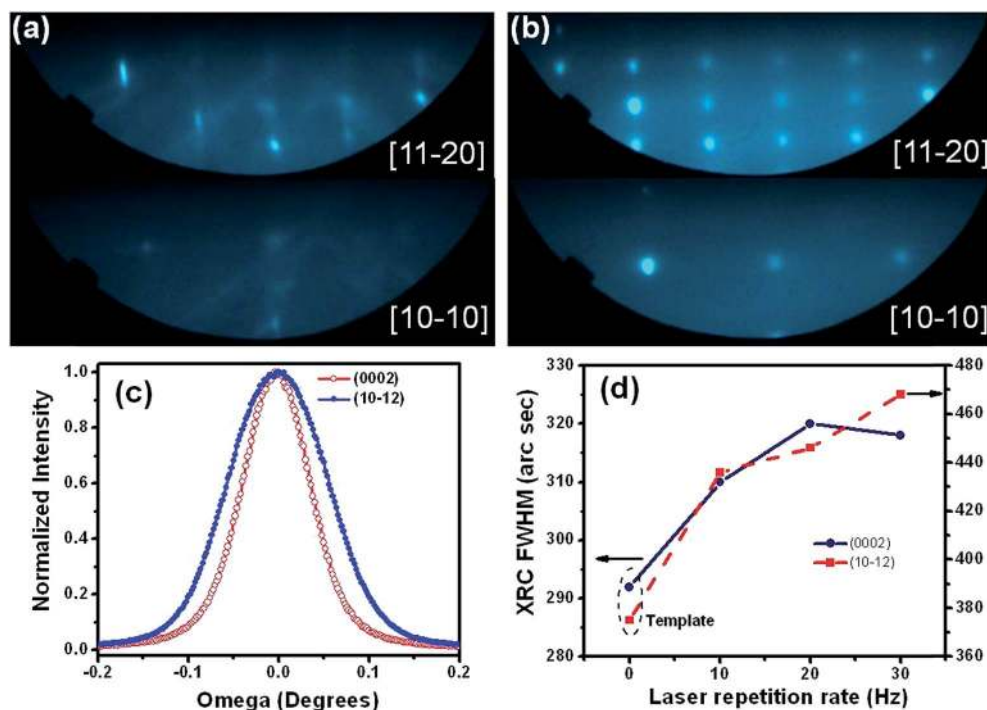 (a)
[11-20]
[10-10]
(b)
[11-20]
[10-10]
(c)
(0002)
(10-12)
Normalized Intensity
1.0
0.8
0.6
0.4
0.2
0.0
-0.2 -0.1 0.0 0.1 0.2
Omega (Degrees)
(d)
XRC FWHM (arc sec)
330
320
310
300
290
280
480
460
440
420
400
380
360
(0002)
(10-12)
Template
0 10 20 30
Laser repetition rate (Hz)